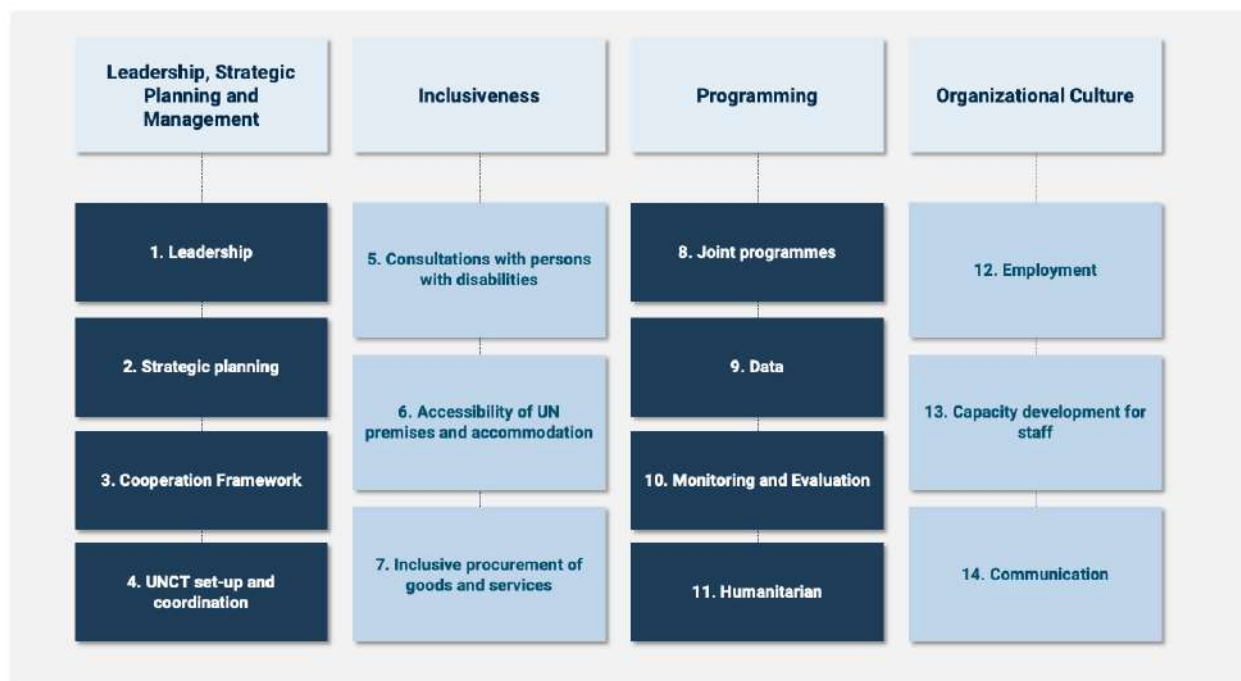 Leadership, Strategic
Planning and
Management
Inclusiveness
Programming
Organizational Culture
1. Leadership
2. Strategic planning
3. Cooperation Framework
4. UNCT set-up and
coordination
5. Consultations with persons
with disabilities
6. Accessibility of UN
premises and accommodation
7. Inclusive procurement of
goods and services
8. Joint programmes
9. Data
10. Monitoring and Evaluation
11. Humanitarian
12. Employment
13. Capacity development for
staff
14. Communication